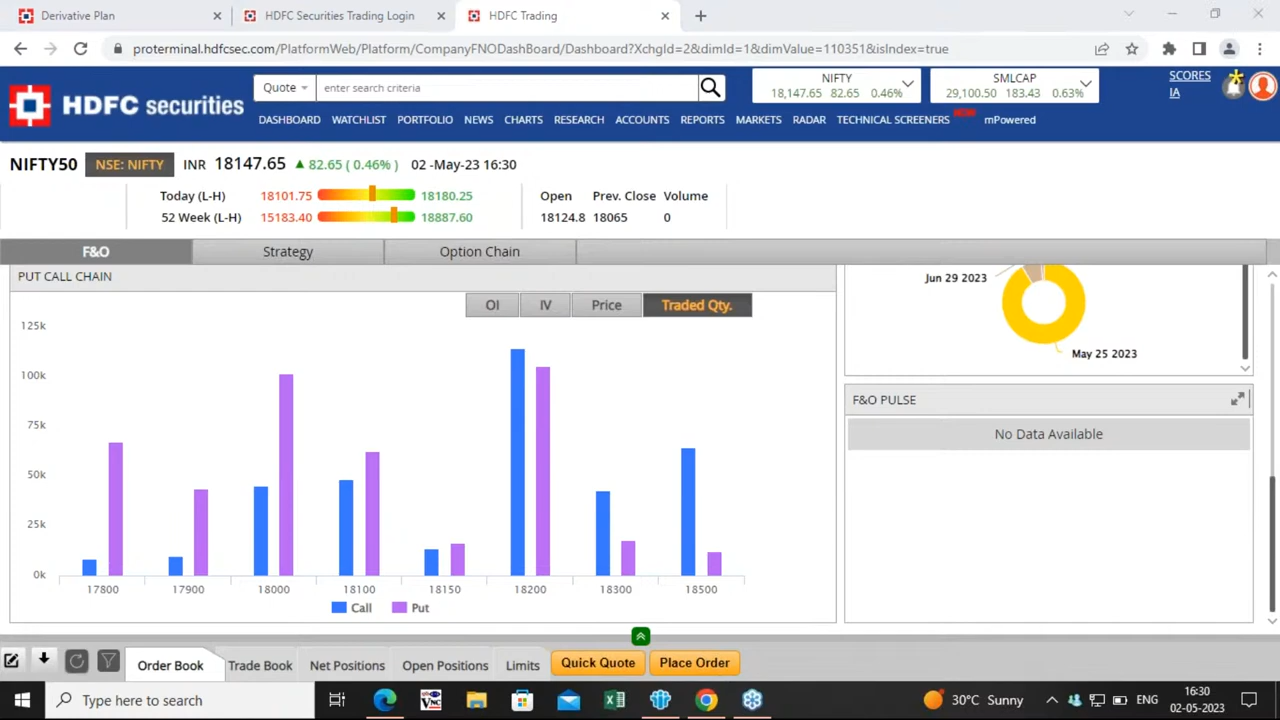 Derivative Plan
HDFC Securities Trading Login
HDFC Trading
proterminal.hdfcsec.com/PlatformWeb/Platform/CompanyFNODashBoard/Dashboard?XchgId=2&dimId=1&dimValue=110351&isIndex=true
HDFC securities
Quote
enter search criteria
NIFTY
18,147.65 82.65 0.46%
SMLCAP
29,100.50 183.43 0.63%
SCORES
IA
DASHBOARD WATCHLIST PORTFOLIO NEWS CHARTS RESEARCH ACCOUNTS REPORTS MARKETS RADAR TECHNICAL SCREENERS mPowered
NIFTY50 NSE: NIFTY INR 18147.65 ▲ 82.65 ( 0.46% ) 02 -May-23 16:30
Today (L-H) 18101.75 18180.25
52 Week (L-H) 15183.40 18887.60
Open Prev. Close Volume
18124.8 18065 0
F&O Strategy Option Chain
PUT CALL CHAIN
OI IV Price Traded Qty.
125k
100k
75k
50k
25k
0k
17800 17900 18000 18100 18150 18200 18300 18500
Call Put
Jun 29 2023
May 25 2023
F&O PULSE
No Data Available
Order Book Trade Book Net Positions Open Positions Limits Quick Quote Place Order
Type here to search
30°C Sunny
ENG
16:30
02-05-2023